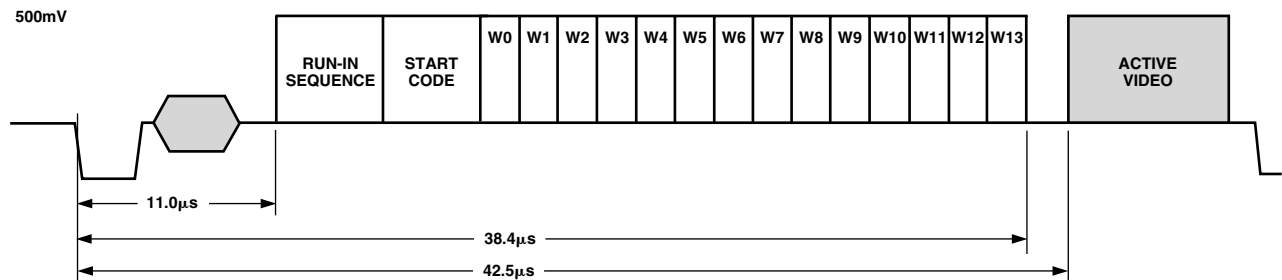 500mV
RUN-IN
SEQUENCE
START
CODE
W0 W1 W2 W3 W4 W5 W6 W7 W8 W9 W10 W11 W12 W13
ACTIVE
VIDEO
11.0μs
38.4μs
42.5μs